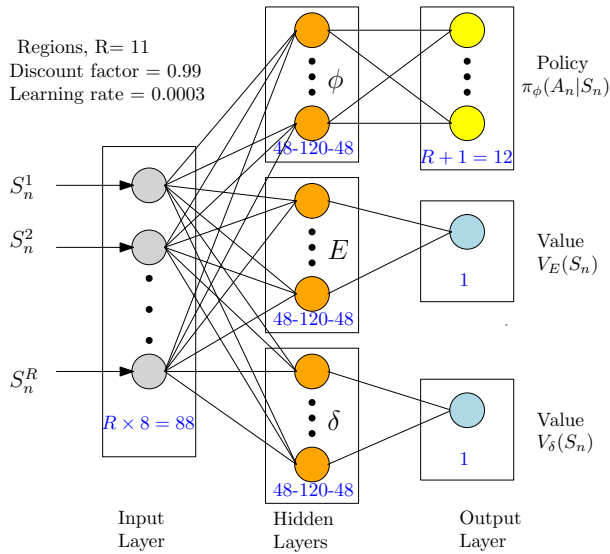 Regions, R= 11
Discount factor = 0.99
Learning rate = 0.0003
ϕ
48-120-48
R + 1 = 12
Policy
π_ϕ(A_n|S_n)
S_n^1
S_n^2
S_n^R
R × 8 = 88
E
48-120-48
1
Value
V_E(S_n)
δ
48-120-48
1
Value
V_δ(S_n)
Input
Layer
Hidden
Layers
Output
Layer